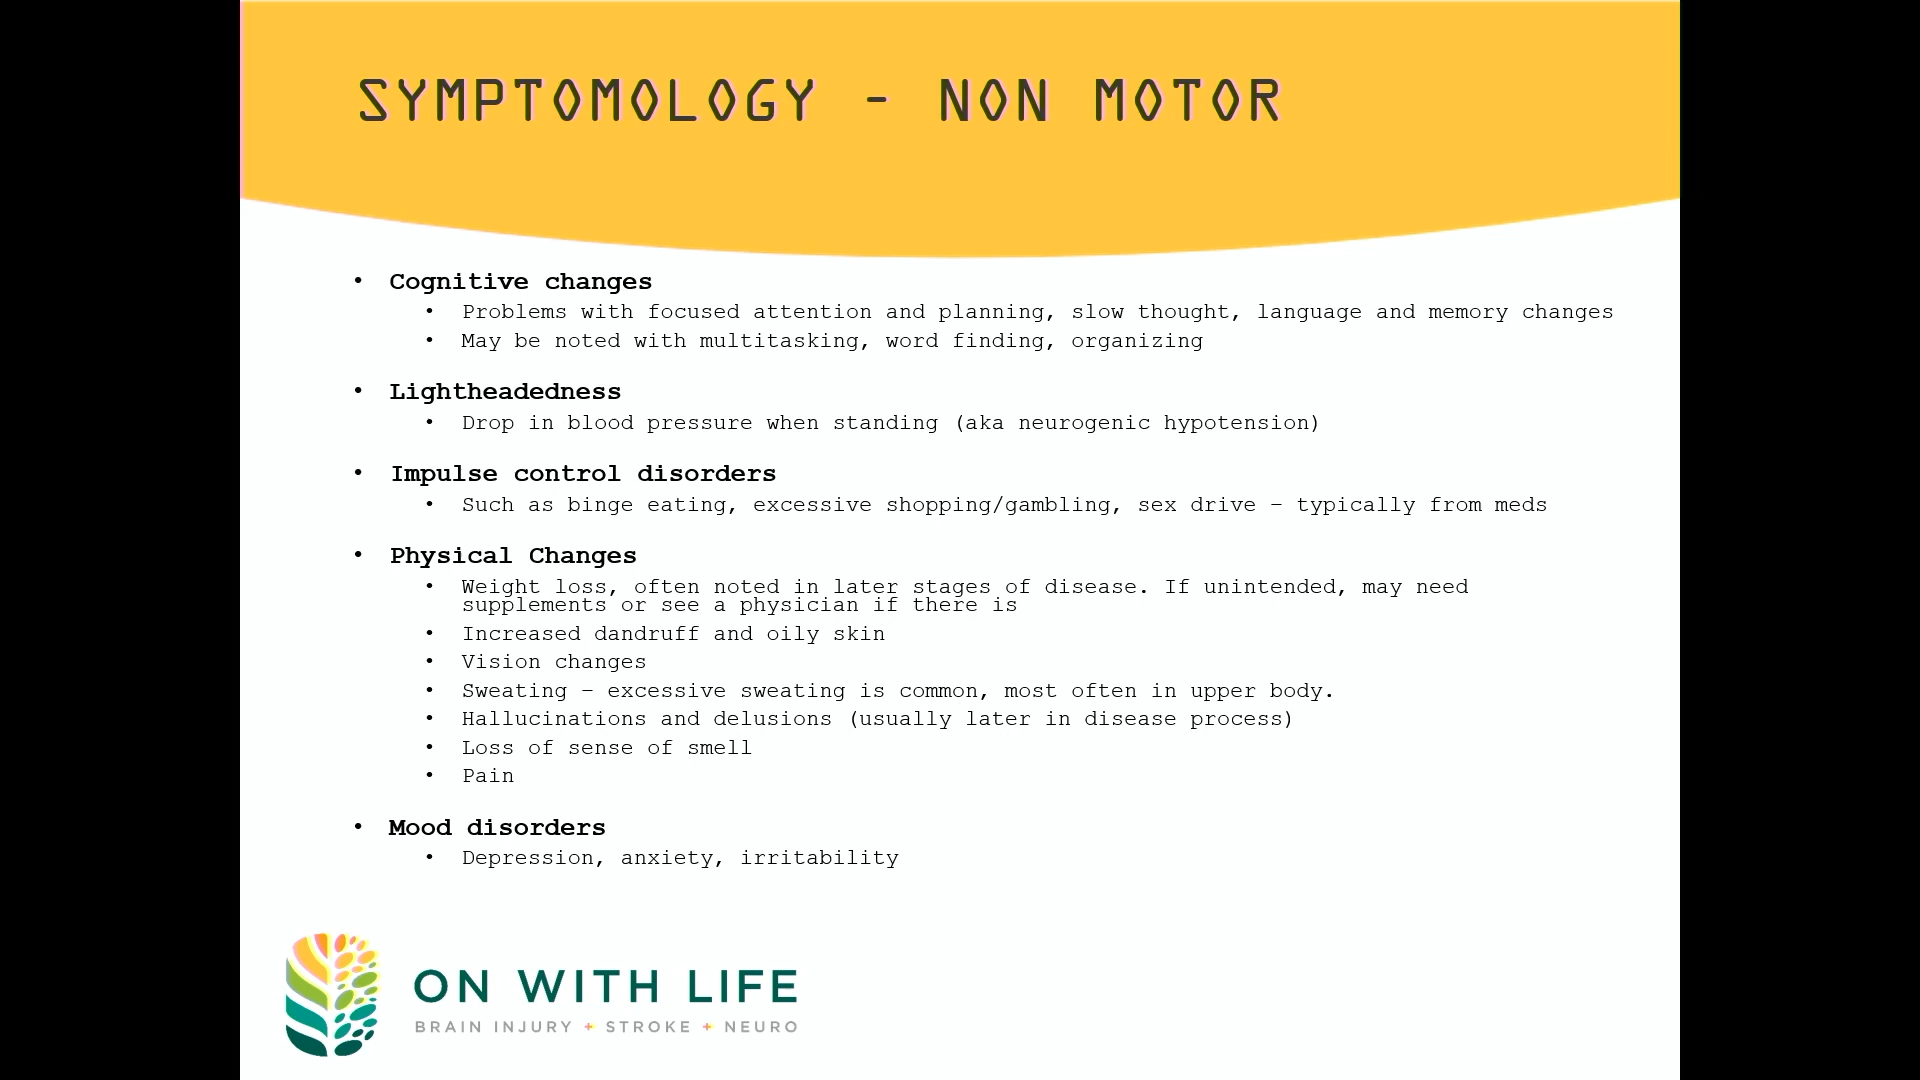 SYMPTOMOLOGY - NON MOTOR
• Cognitive changes
• Problems with focused attention and planning, slow thought, language and memory changes
• May be noted with multitasking, word finding, organizing
• Lightheadedness
• Drop in blood pressure when standing (aka neurogenic hypotension)
• Impulse control disorders
• Such as binge eating, excessive shopping/gambling, sex drive – typically from meds
• Physical Changes
• Weight loss, often noted in later stages of disease. If unintended, may need
supplements or see a physician if there is
• Increased dandruff and oily skin
• Vision changes
• Sweating – excessive sweating is common, most often in upper body.
• Hallucinations and delusions (usually later in disease process)
• Loss of sense of smell
• Pain
• Mood disorders
• Depression, anxiety, irritability
ON WITH LIFE
BRAIN INJURY + STROKE + NEURO